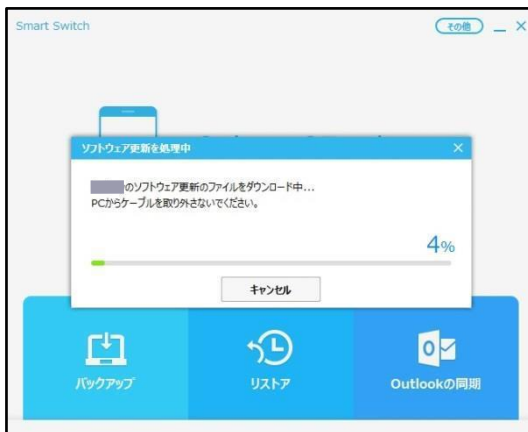 Smart Switch
その他
ソフトウェア更新を処理中
のソフトウェア更新のファイルをダウンロード中...
PCからケーブルを取り外さないでください。
4%
キャンセル
バックアップ
リストア
Outlookの同期